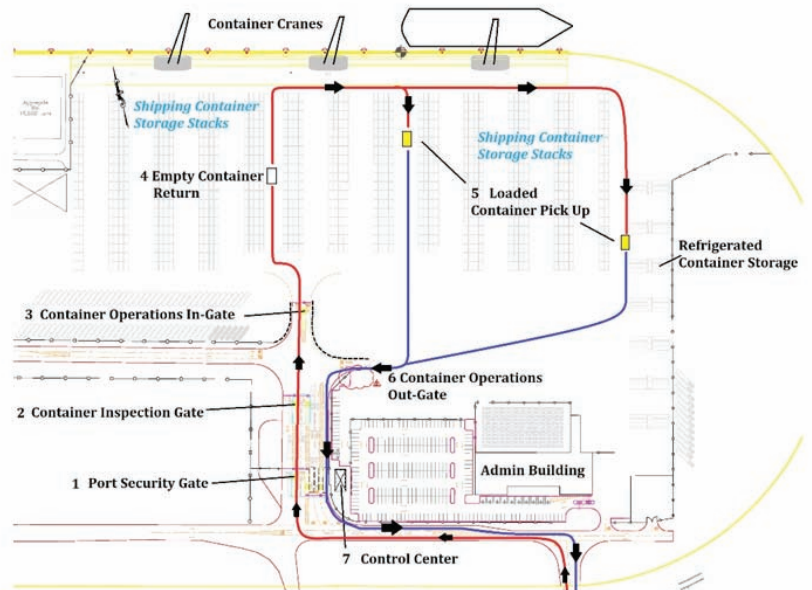 Container Cranes
Shipping Container
Storage Stacks
Shipping Container
Storage Stacks
4 Empty Container
Return
5 Loaded
Container Pick Up
Refrigerated
Container Storage
3 Container Operations In-Gate
6 Container Operations
Out-Gate
2 Container Inspection Gate
Admin Building
1 Port Security Gate
7 Control Center